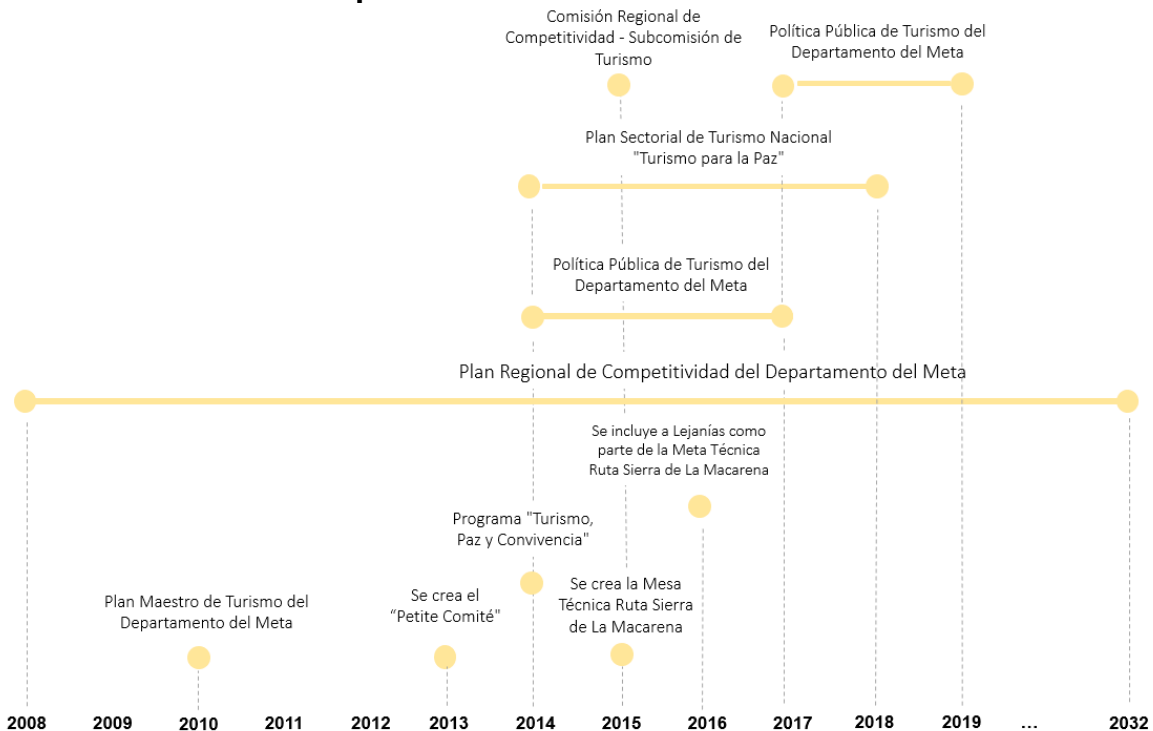 Comisión Regional de
Competitividad - Subcomisión de
Turismo
Política Pública de Turismo del
Departamento del Meta
Plan Sectorial de Turismo Nacional
"Turismo para la Paz"
Política Pública de Turismo del
Departamento del Meta
Plan Regional de Competitividad del Departamento del Meta
Se incluye a Lejanías como
parte de la Meta Técnica
Ruta Sierra de La Macarena
Programa "Turismo,
Paz y Convivencia"
Se crea el
“Petite Comité"
Se crea la Mesa
Técnica Ruta Sierra
de La Macarena
Plan Maestro de Turismo del
Departamento del Meta
2008 2009 2010 2011 2012 2013 2014 2015 2016 2017 2018 2019 ... 2032